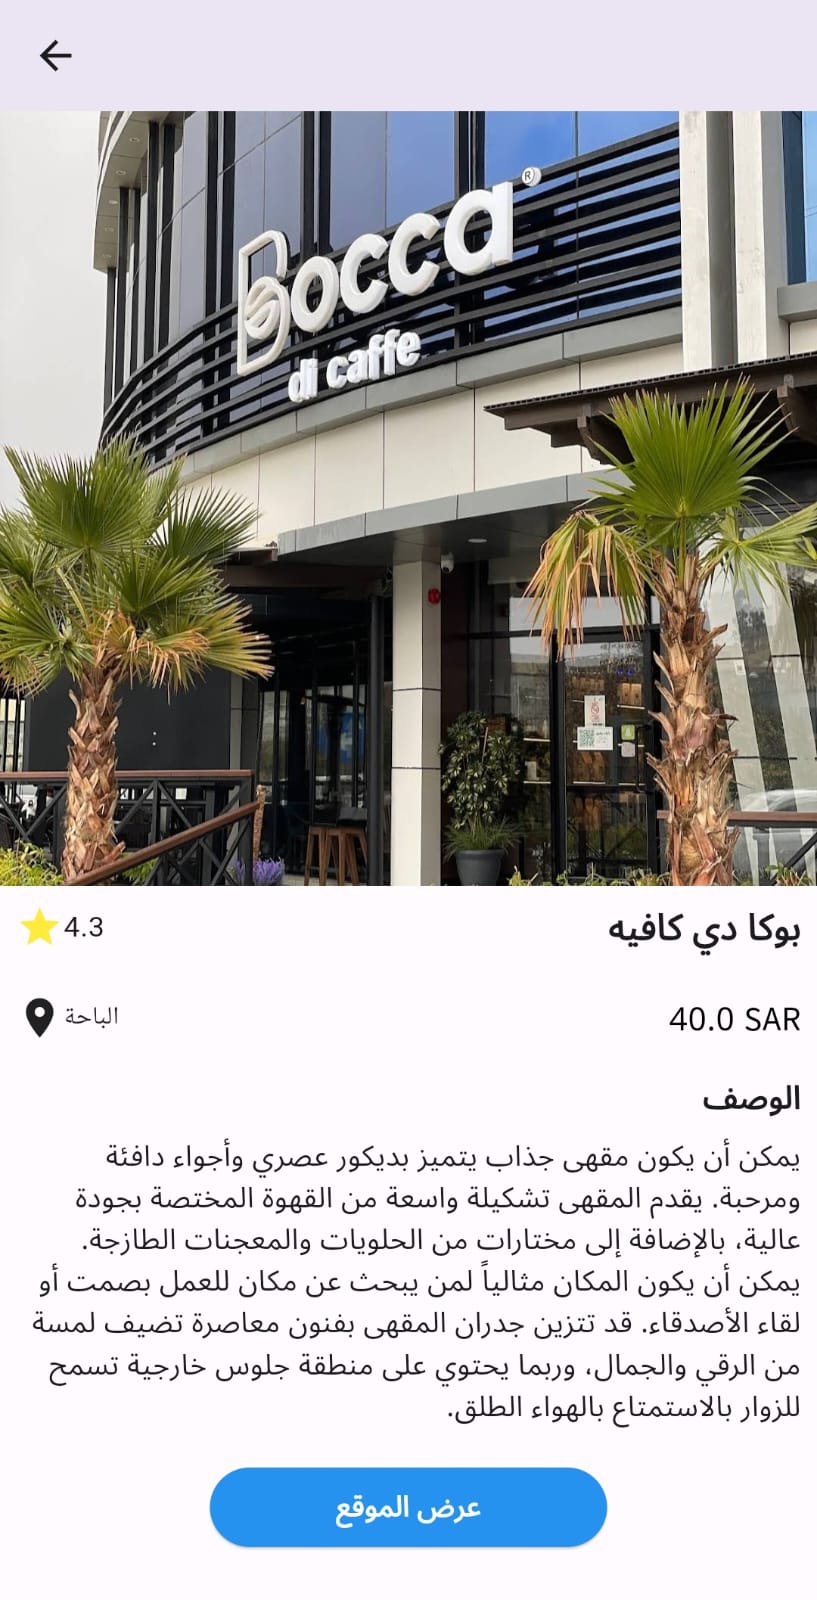 Bocca®
di caffe
بوكا دي كافيه
4.3
40.0 SAR
الباحة
الوصف
يمكن أن يكون مقهى جذاب يتميز بديكور عصري وأجواء دافئة
ومرحبة. يقدم المقهى تشكيلة واسعة من القهوة المختصة بجودة
عالية، بالإضافة إلى مختارات من الحلويات والمعجنات الطازجة.
يمكن أن يكون المكان مثالياً لمن يبحث عن مكان للعمل بصمت أو
لقاء الأصدقاء. قد تتزين جدران المقهى بفنون معاصرة تضيف لمسة
من الرقي والجمال، وربما يحتوي على منطقة جلوس خارجية تسمح
للزوار بالاستمتاع بالهواء الطلق.
عرض الموقع